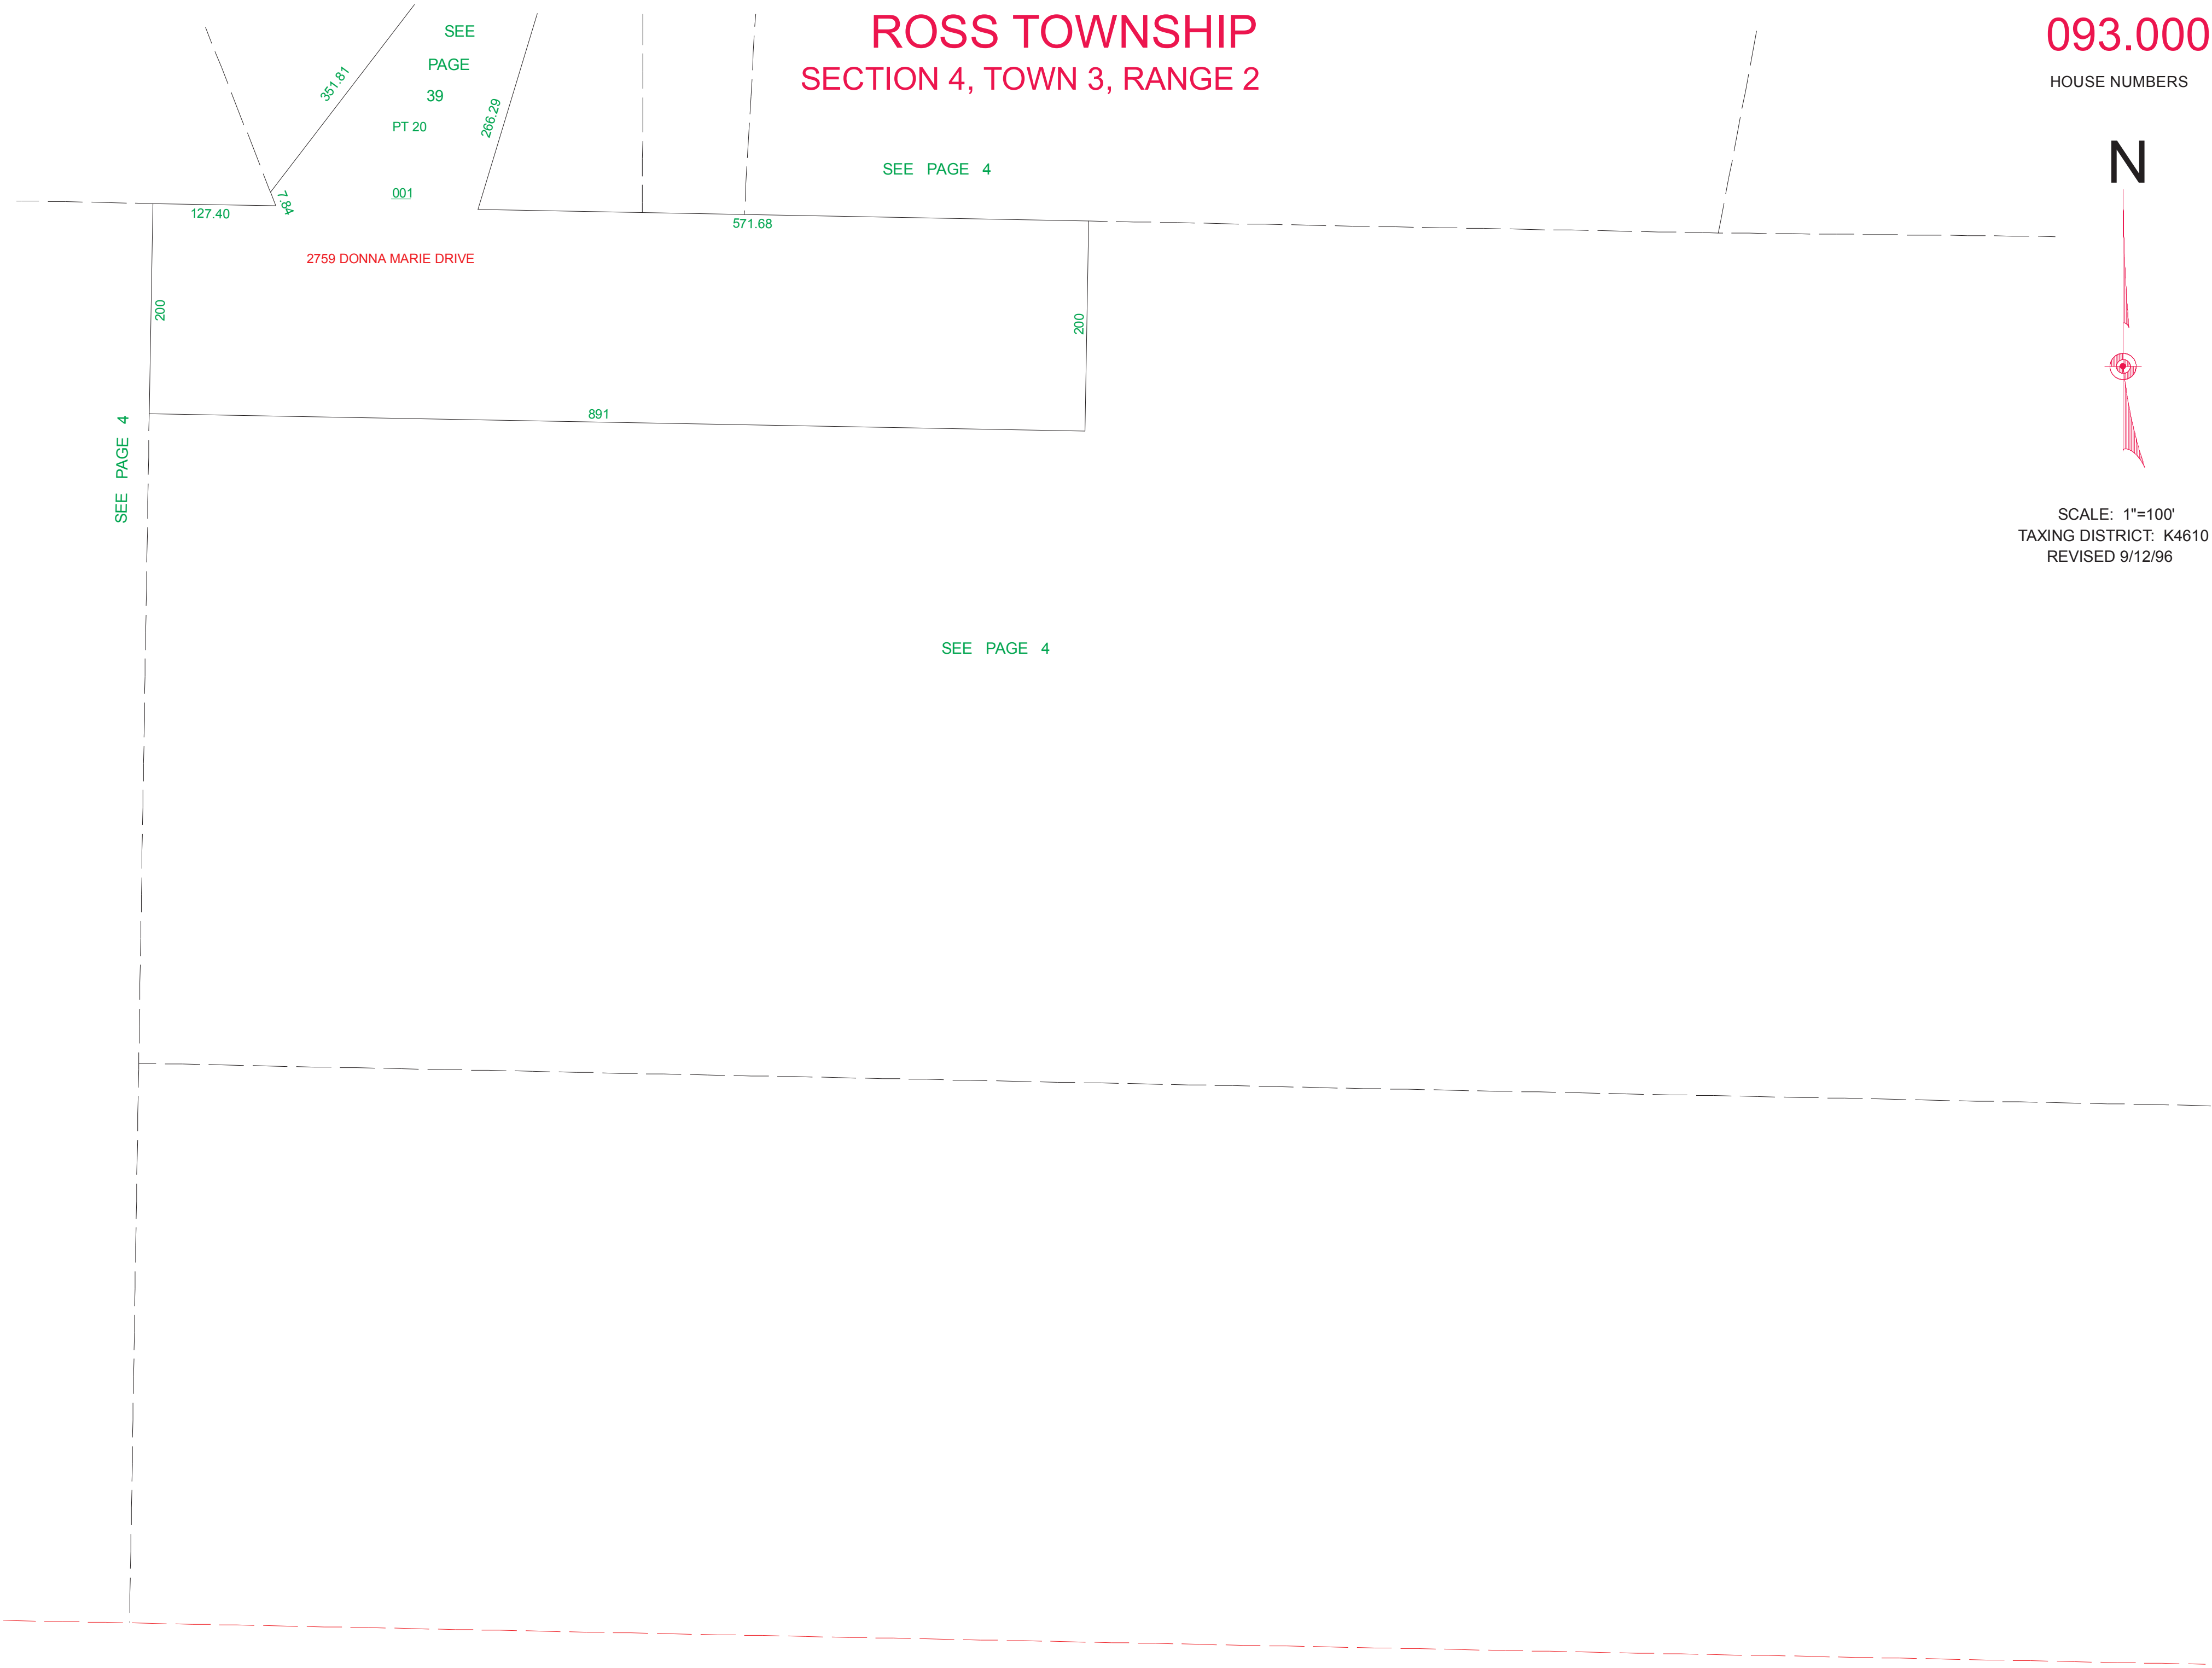 ROSS TOWNSHIP
SECTION 4, TOWN 3, RANGE 2
093.000
HOUSE NUMBERS
N
SCALE: 1"=100'
TAXING DISTRICT: K4610
REVISED 9/12/96
SEE
PAGE
39
PT 20
001
351.81
266.29
7.84
127.40
571.68
SEE PAGE 4
2759 DONNA MARIE DRIVE
200
200
891
SEE PAGE 4
SEE PAGE 4